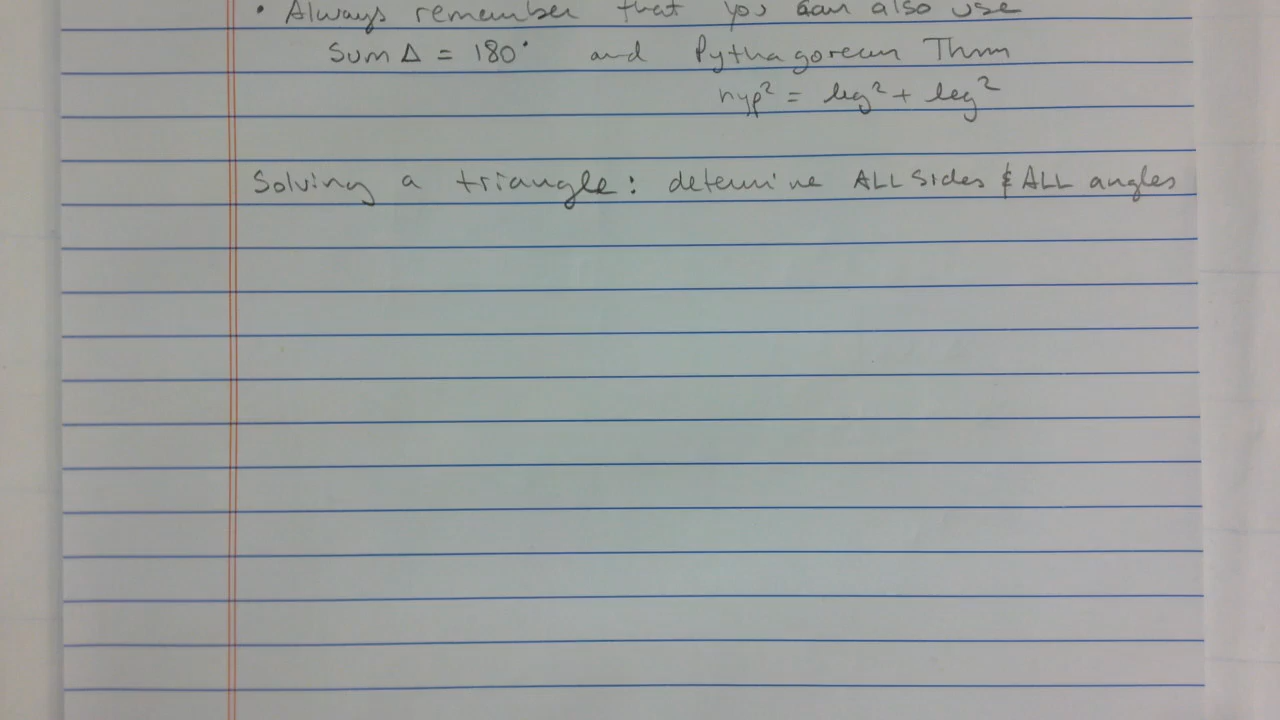 • Always remember that you can also use
Sum Δ = 180° and Pythagorean Thm
hyp² = leg² + leg²
Solving a triangle: determine ALL sides & ALL angles